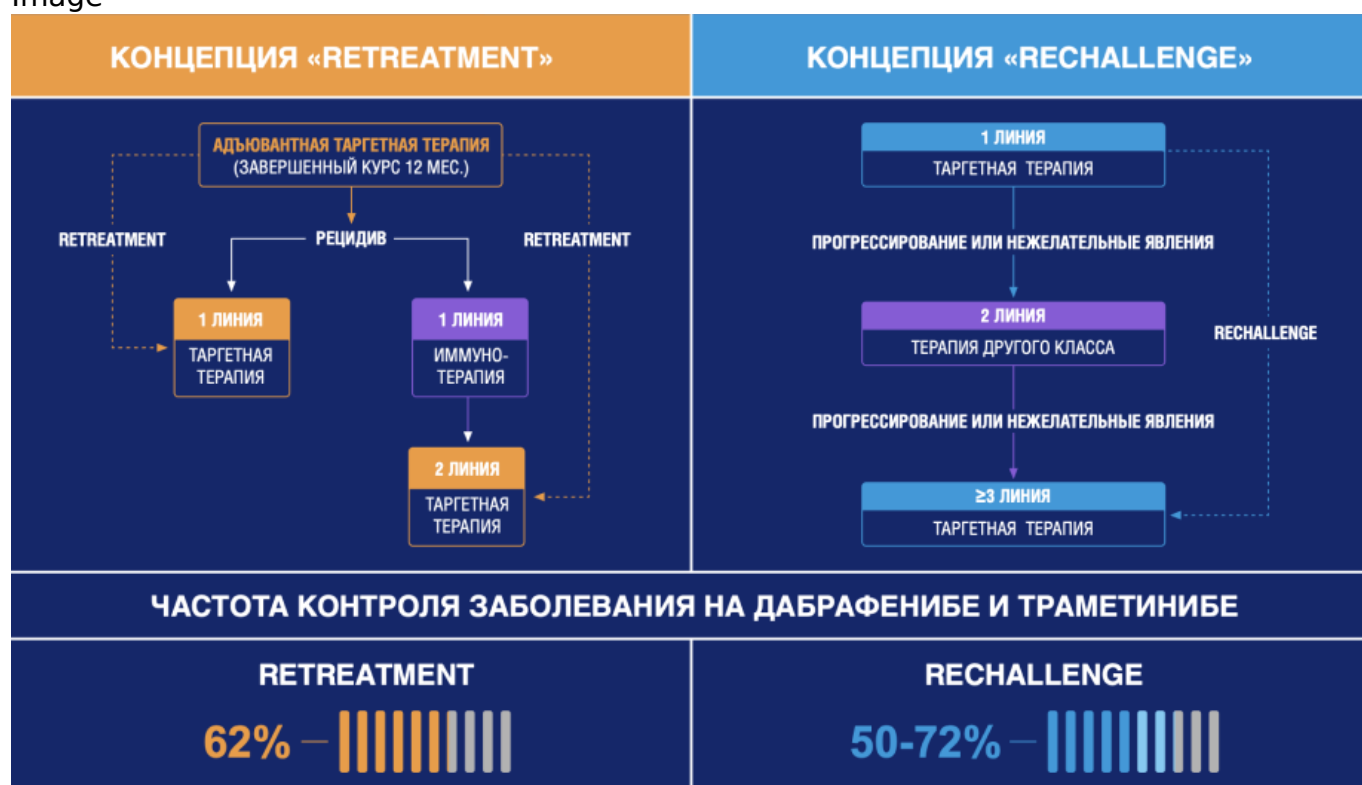 Image
КОНЦЕПЦИЯ «RETREATMENT»
АДЪЮВАНТНАЯ ТАРГЕТНАЯ ТЕРАПИЯ
(ЗАВЕРШЕННЫЙ КУРС 12 МЕС.)
RETREATMENT
РЕЦИДИВ
RETREATMENT
1 ЛИНИЯ
ТАРГЕТНАЯ
ТЕРАПИЯ
1 ЛИНИЯ
ИММУНО-
ТЕРАПИЯ
2 ЛИНИЯ
ТАРГЕТНАЯ
ТЕРАПИЯ
КОНЦЕПЦИЯ «RECHALLENGE»
1 ЛИНИЯ
ТАРГЕТНАЯ ТЕРАПИЯ
ПРОГРЕССИРОВАНИЕ ИЛИ НЕЖЕЛАТЕЛЬНЫЕ ЯВЛЕНИЯ
2 ЛИНИЯ
ТЕРАПИЯ ДРУГОГО КЛАССА
RECHALLENGE
ПРОГРЕССИРОВАНИЕ ИЛИ НЕЖЕЛАТЕЛЬНЫЕ ЯВЛЕНИЯ
≥3 ЛИНИЯ
ТАРГЕТНАЯ ТЕРАПИЯ
ЧАСТОТА КОНТРОЛЯ ЗАБОЛЕВАНИЯ НА ДАБРАФЕНИБЕ И ТРАМЕТИНИБЕ
RETREATMENT
62%
RECHALLENGE
50-72%